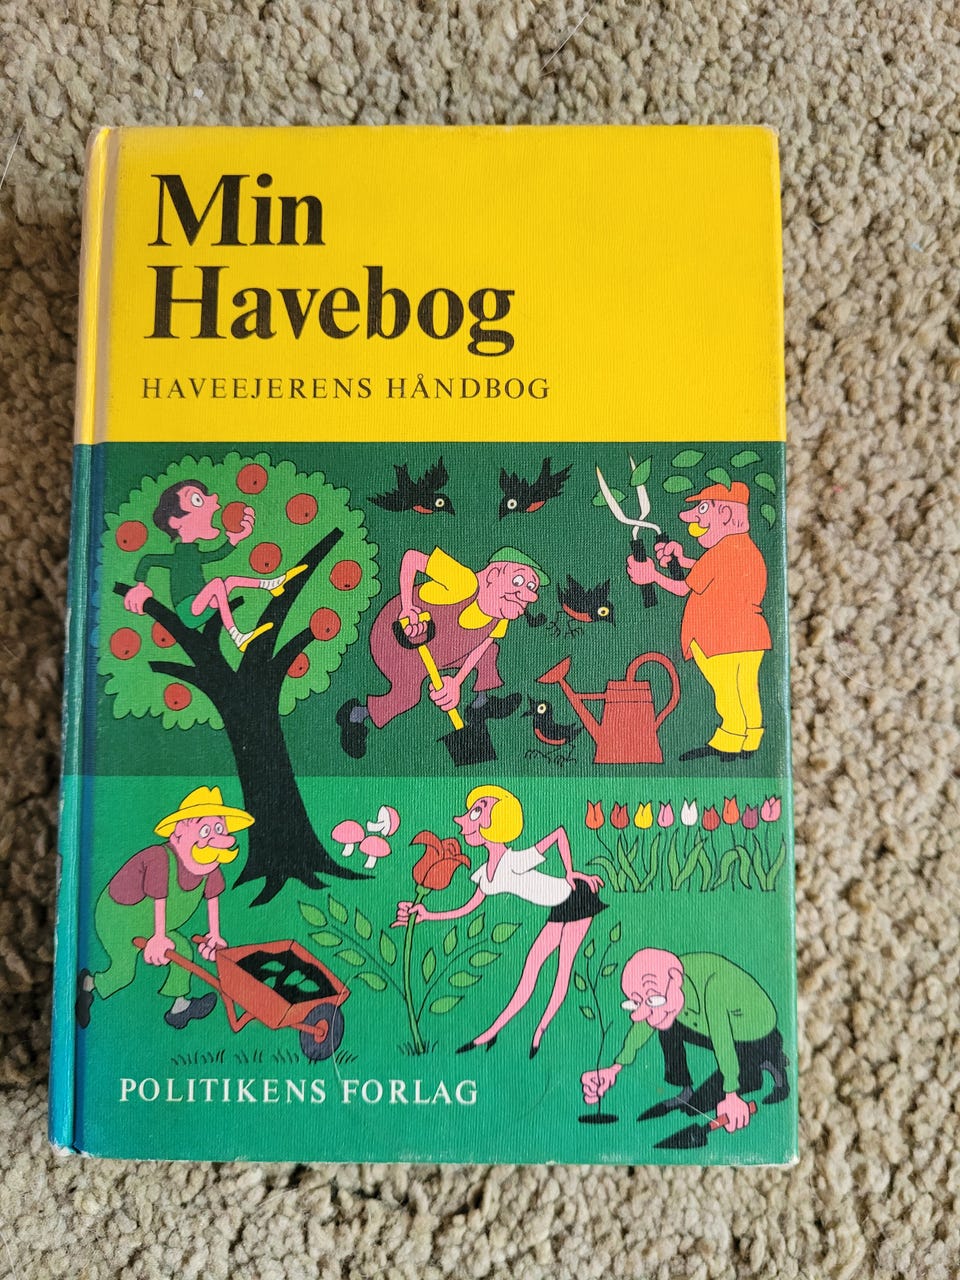 Min
Havebog
HAVEEJERENS HÅNDBOG
POLITIKENS FORLAG